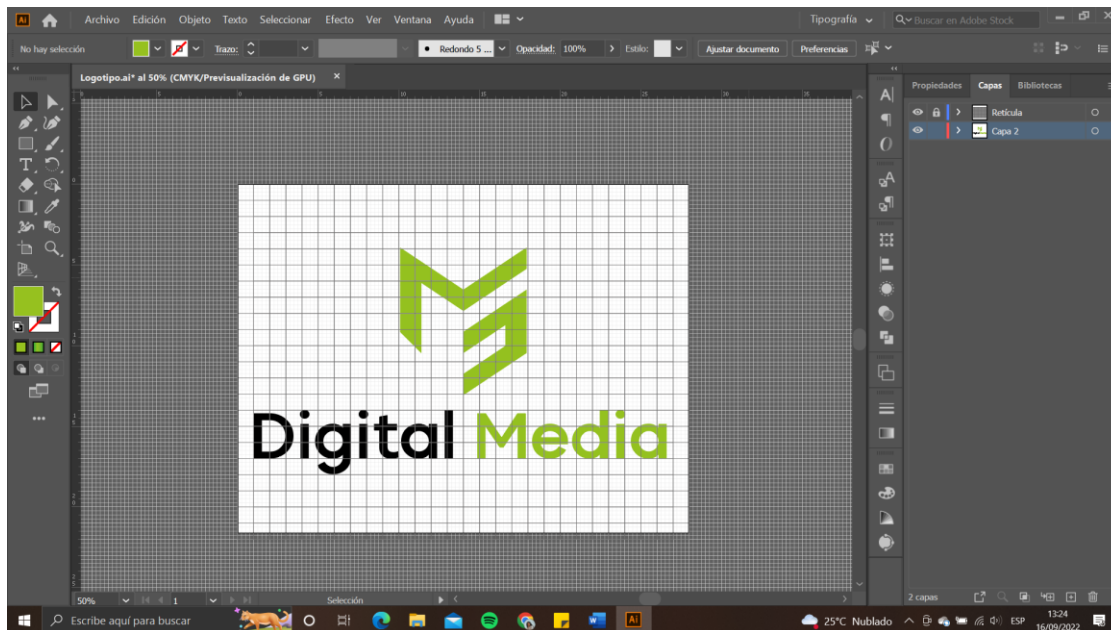 Ai Archivo Edición Objeto Texto Seleccionar Efecto Ver Ventana Ayuda Tipografía Buscar en Adobe Stock
No hay selección Trazo: Redondo 5 ... Opacidad: 100% Estilo: Ajustar documento Preferencias
Logotipo.ai* al 50% (CMYK/Previsualización de GPU) ×
Propiedades Capas Bibliotecas
Retícula
Capa 2
Digital Media
50% 1 Selección 2 capas
Escribe aquí para buscar Ai 25°C Nublado ESP 13:24
16/09/2022